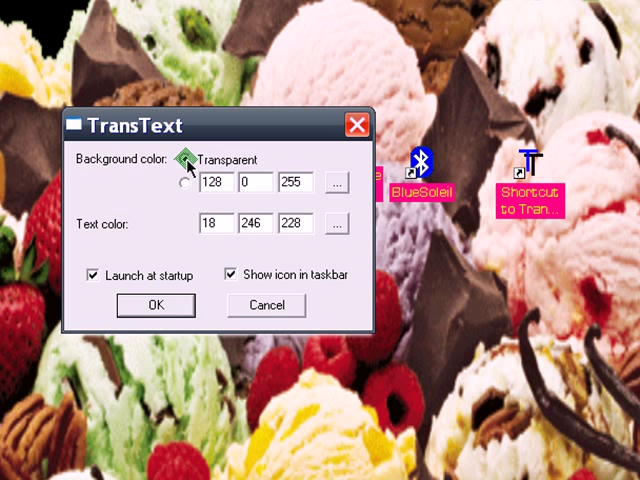 TransText
Background color: Transparent
128 0 255 ...
Text color: 18 246 228 ...
Launch at startup Show icon in taskbar
OK Cancel
e
BlueSoleil
Shortcut
to Tran...